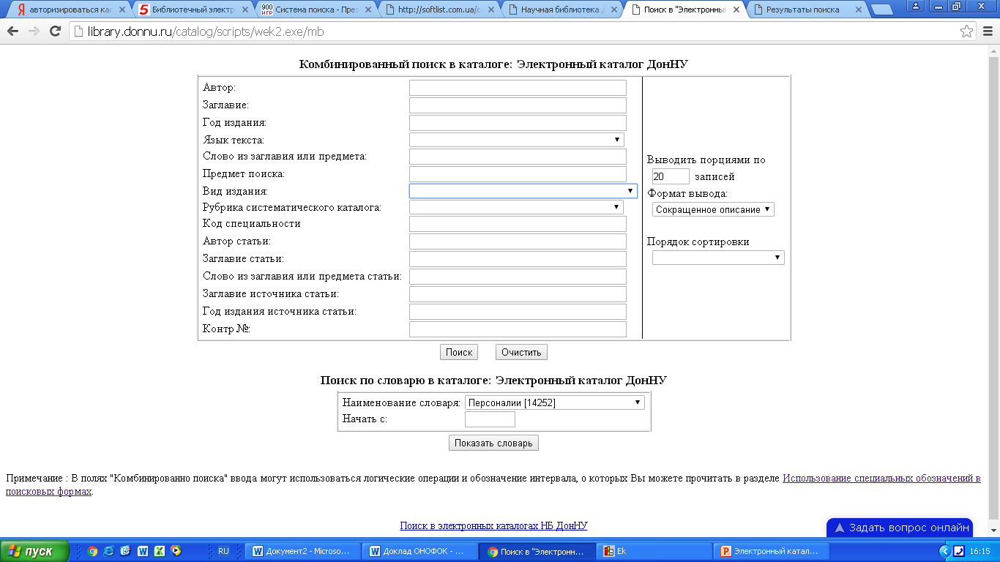 авторизироваться ка
Библиотечный электр
900 ИГР
Система поиска - Пре
http://softlist.com.ua/
Научная библиотека
Поиск в "Электронны
Результаты поиска
library.donnu.ru/catalog/scripts/wek2.exe/mb
Комбинированный поиск в каталоге: Электронный каталог ДонНУ
Автор:
Заглавие:
Год издания:
Язык текста:
Слово из заглавия или предмета:
Предмет поиска:
Вид издания:
Рубрика систематического каталога:
Код специальности
Автор статьи:
Заглавие статьи:
Слово из заглавия или предмета статьи:
Заглавие источника статьи:
Год издания источника статьи:
Контр №:
Выводить порциями по
20 записей
Формат вывода:
Сокращенное описание
Порядок сортировки
Поиск Очистить
Поиск по словарю в каталоге: Электронный каталог ДонНУ
Наименование словаря: Персоналии [14252]
Начать с:
Показать словарь
Примечание : В полях "Комбинированно поиска" ввода могут использоваться логические операции и обозначение интервала, о которых Вы можете прочитать в разделе Использование специальных обозначений в
поисковых формах.
Поиск в электронных каталогах НБ ДонНУ
Задать вопрос онлайн
пуск
RU
Документ2 - Microso...
Доклад ОНОФОК - ...
Поиск в "Электронн...
Ek
Электронный катал...
16:15